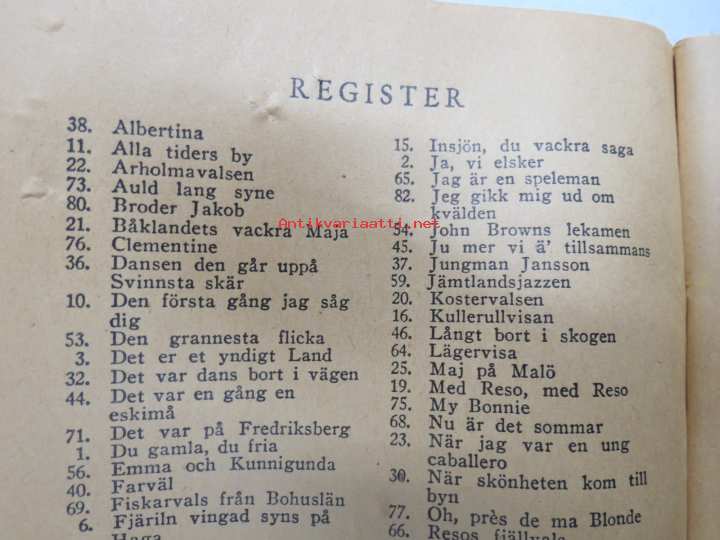 REGISTER
38. Albertina
11. Alla tiders by
22. Arholmavalsen
73. Auld lang syne
80. Broder Jakob
21. Båklandets vackra Maja
76. Clementine
36. Dansen den går uppå
Svinnsta skär
10. Den första gång jag såg
dig
53. Den grannesta flicka
3. Det er et yndigt Land
32. Det var dans bort i vägen
44. Det var en gång en
eskimå
71. Det var på Fredriksberg
1. Du gamla, du fria
56. Emma och Kunnigunda
40. Farväl
69. Fiskarvals från Bohuslän
6. Fjäriln vingad syns på
Haga
15. Insjön, du vackra saga
2. Ja, vi elsker
65. Jag är en speleman
82. Jeg gikk mig ud om
kvälden
54. John Browns lekamen
45. Ju mer vi ä' tillsammans
37. Jungman Jansson
59. Jämtlandsjazzen
20. Kostervalsen
16. Kullerullvisan
46. Långt bort i skogen
64. Lägervisa
25. Maj på Malö
19. Med Reso, med Reso
75. My Bonnie
68. Nu är det sommar
23. När jag var en ung
caballero
30. När skönheten kom till
byn
77. Oh, près de ma Blonde
66. Resos fjällvals
Antikvariaatti.net